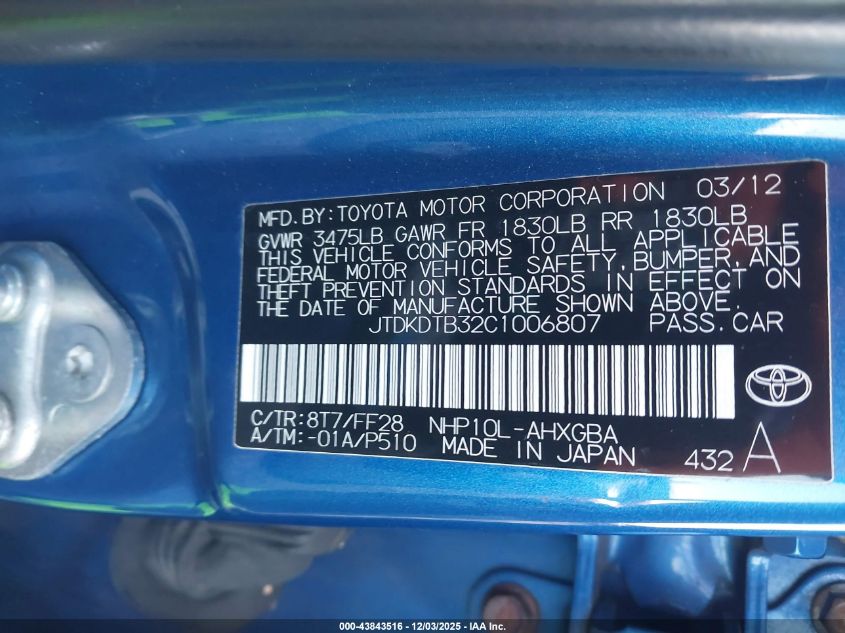 MFD. BY: TOYOTA MOTOR CORPORATION 03/12
GVWR 3475LB GAWR FR 1830LB RR 1830LB
THIS VEHICLE CONFORMS TO ALL APPLICABLE
FEDERAL MOTOR VEHICLE SAFETY, BUMPER, AND
THEFT PREVENTION STANDARDS IN EFFECT ON
THE DATE OF MANUFACTURE SHOWN ABOVE.
JTDKDTB32C1006807 PASS. CAR
C/TR: 8T7/FF28 NHP10L-AHXGBA
A/TM: -01A/P510 MADE IN JAPAN
432 A
000-43843516 - 12/03/2025 - IAA Inc.